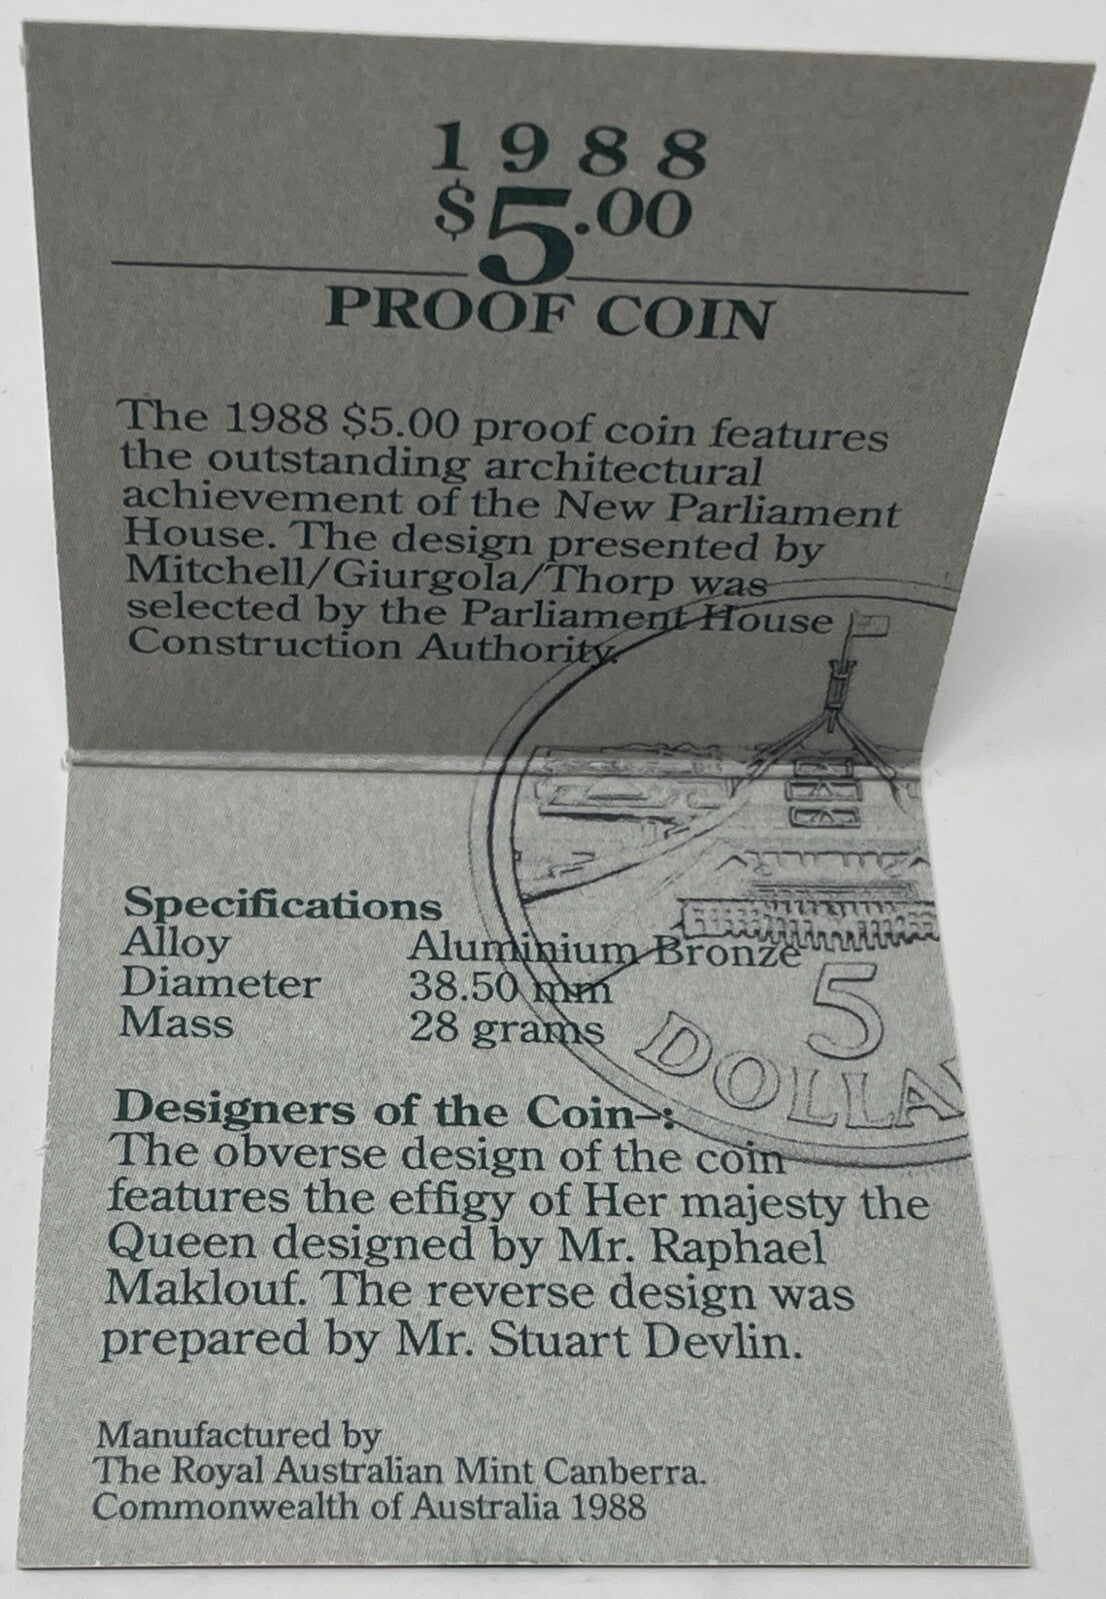 1988
$5.00
PROOF COIN
The 1988 $5.00 proof coin features
the outstanding architectural
achievement of the New Parliament
House. The design presented by
Mitchell/Giurgola/Thorp was
selected by the Parliament House
Construction Authority.
Specifications
Alloy Aluminium Bronze
Diameter 38.50 mm
Mass 28 grams
5
DOLLA
Designers of the Coin–:
The obverse design of the coin
features the effigy of Her majesty the
Queen designed by Mr. Raphael
Maklouf. The reverse design was
prepared by Mr. Stuart Devlin.
Manufactured by
The Royal Australian Mint Canberra.
Commonwealth of Australia 1988